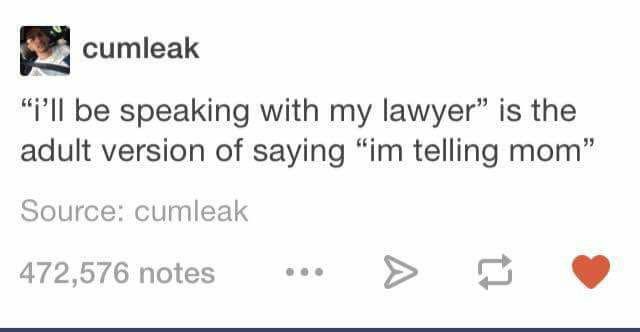 cumleak
“i’ll be speaking with my lawyer” is the
adult version of saying “im telling mom”
Source: cumleak
472,576 notes